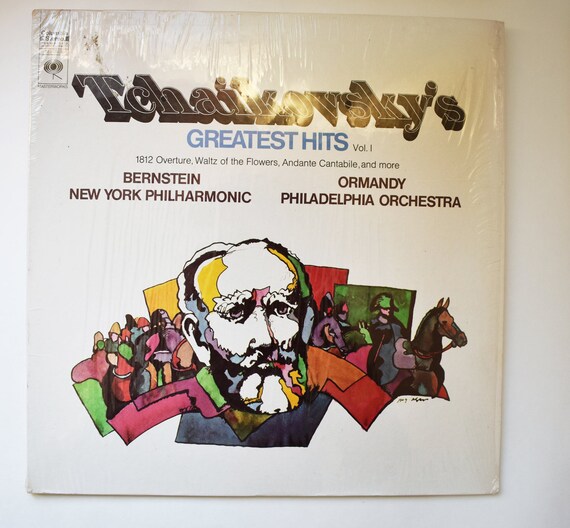 Tchaikovsky's
GREATEST HITS Vol. I
1812 Overture, Waltz of the Flowers, Andante Cantabile, and more
BERNSTEIN
NEW YORK PHILHARMONIC
ORMANDY
PHILADELPHIA ORCHESTRA